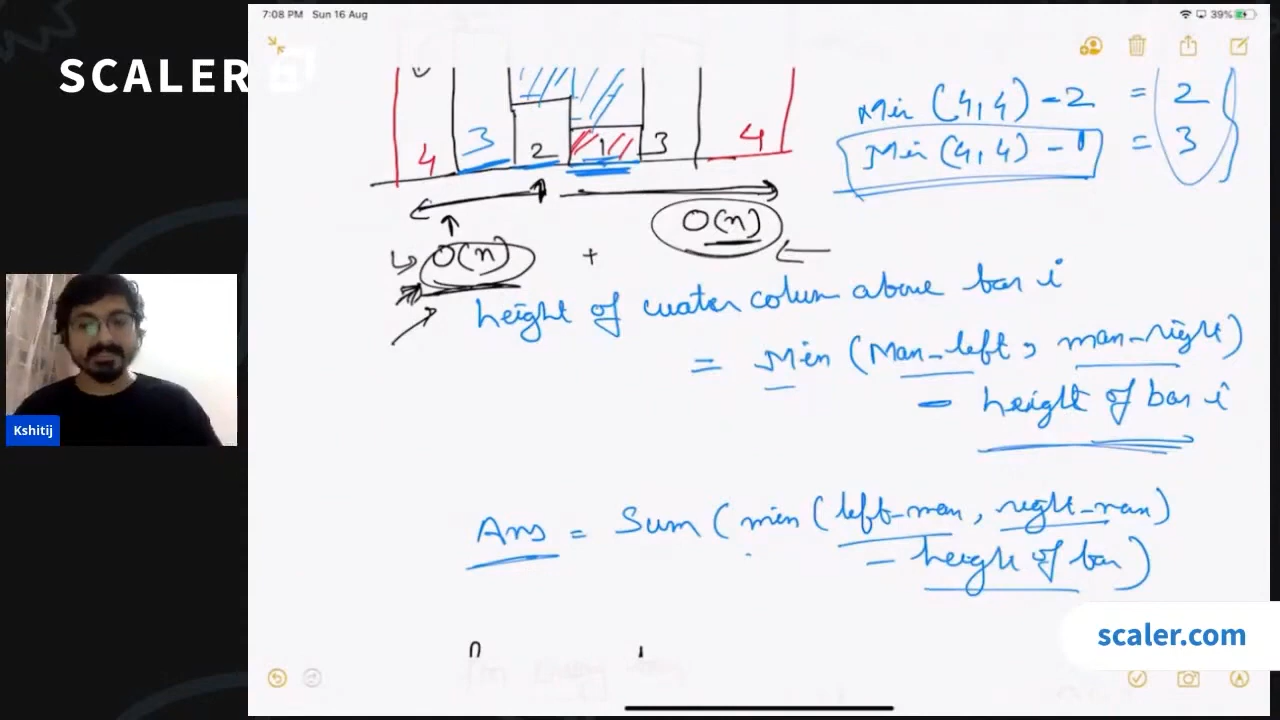 7:08 PM Sun 16 Aug
39%
SCALER
Min (4,4) - 2 = 2
Min (4,4) - 1 = 3
4 3 2 1 3 4
O(n) + O(n)
height of water column above bar i
= Min (Max_left, max_right)
- height of bar i
Kshitij
Ans = Sum (min (left_max, right_max)
- height of bar)
scaler.com